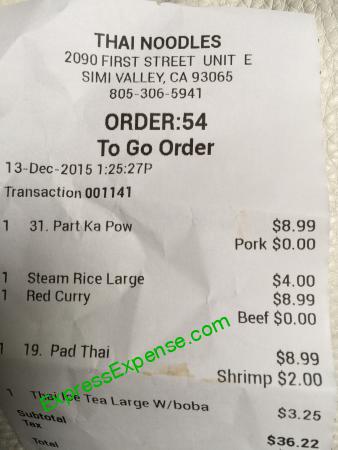 THAI NOODLES
2090 FIRST STREET UNIT E
SIMI VALLEY, CA 93065
805-306-5941
ORDER:54
To Go Order
13-Dec-2015 1:25:27P
Transaction 001141
1 31. Part Ka Pow $8.99
Pork $0.00
1 Steam Rice Large $4.00
1 Red Curry $8.99
Beef $0.00
1 19. Pad Thai $8.99
Shrimp $2.00
1 Thai Ice Tea Large W/boba $3.25
Subtotal $36.22
Tax
Total
ExpressExpense.com